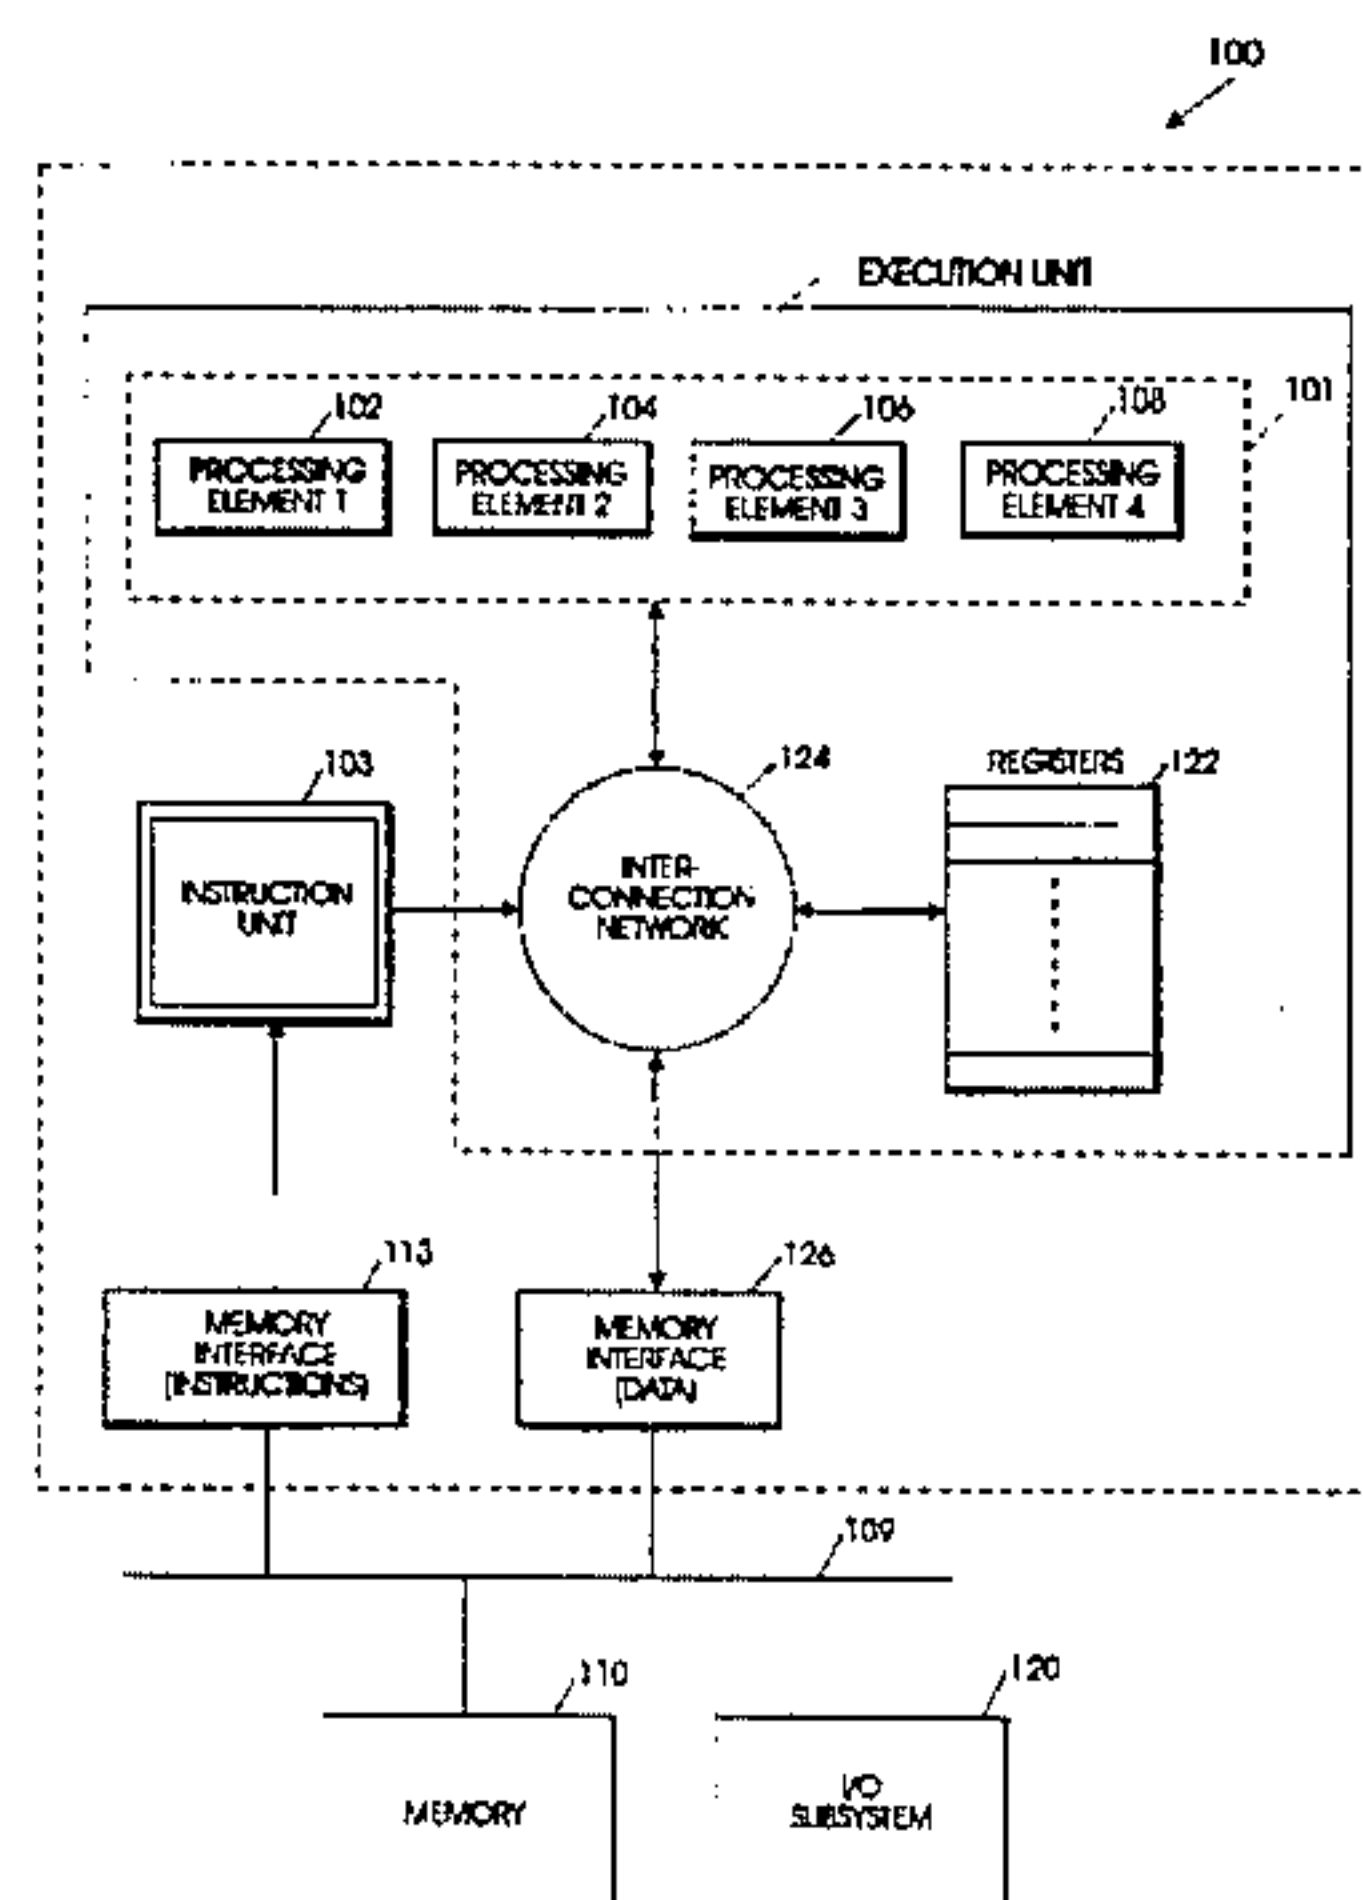 100
EXECUTION UNIT
101
102
104
106
108
PROCESSING
ELEMENT 1
PROCESSING
ELEMENT 2
PROCESSING
ELEMENT 3
PROCESSING
ELEMENT 4
103
124
REGISTERS
122
INSTRUCTION
UNIT
INTER-
CONNECTION
NETWORK
113
126
MEMORY
INTERFACE
(INSTRUCTIONS)
MEMORY
INTERFACE
(DATA)
109
110
120
MEMORY
I/O
SUBSYSTEM